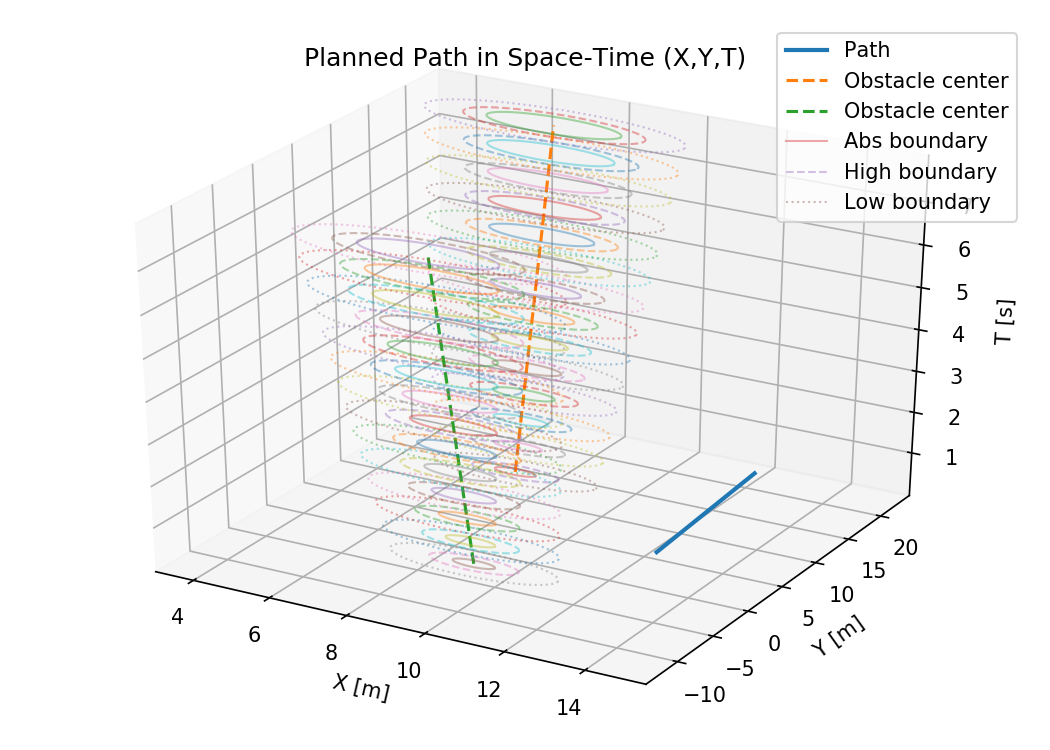 Planned Path in Space-Time (X,Y,T)
Path
Obstacle center
Obstacle center
Abs boundary
High boundary
Low boundary
6
5
4
3
2
1
T [s]
20
15
10
5
0
−5
−10
Y [m]
4
6
8
10
12
14
X [m]